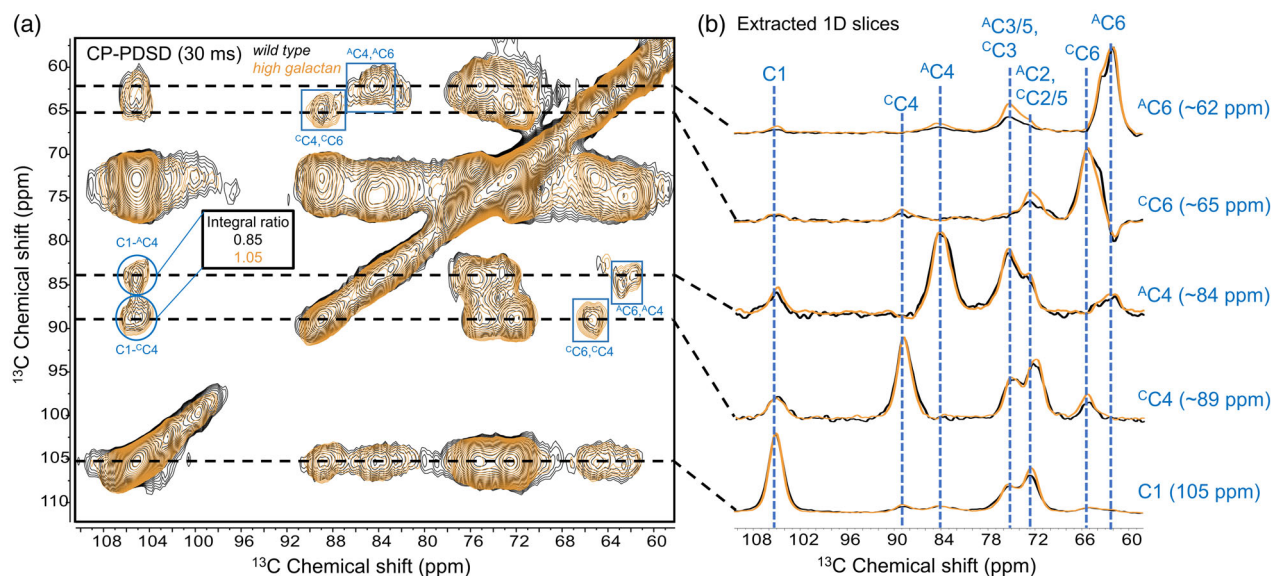 (a)
CP-PDSD (30 ms)
wild type
high galactan
ᴬC4,ᴬC6
ᶜC4,ᶜC6
Integral ratio
0.85
1.05
C1-ᴬC4
C1-ᶜC4
ᴬC6,ᴬC4
ᶜC6,ᶜC4
¹³C Chemical shift (ppm)
60
65
70
75
80
85
90
95
100
105
110
108 104 100 96 92 88 84 80 76 72 68 64 60
¹³C Chemical shift (ppm)
(b) Extracted 1D slices
C1
ᶜC4
ᴬC4
ᴬC3/5,
ᶜC3
ᴬC2,
ᶜC2/5
ᶜC6
ᴬC6
ᴬC6 (~62 ppm)
ᶜC6 (~65 ppm)
ᴬC4 (~84 ppm)
ᶜC4 (~89 ppm)
C1 (105 ppm)
108 102 96 90 84 78 72 66 60
¹³C Chemical shift (ppm)